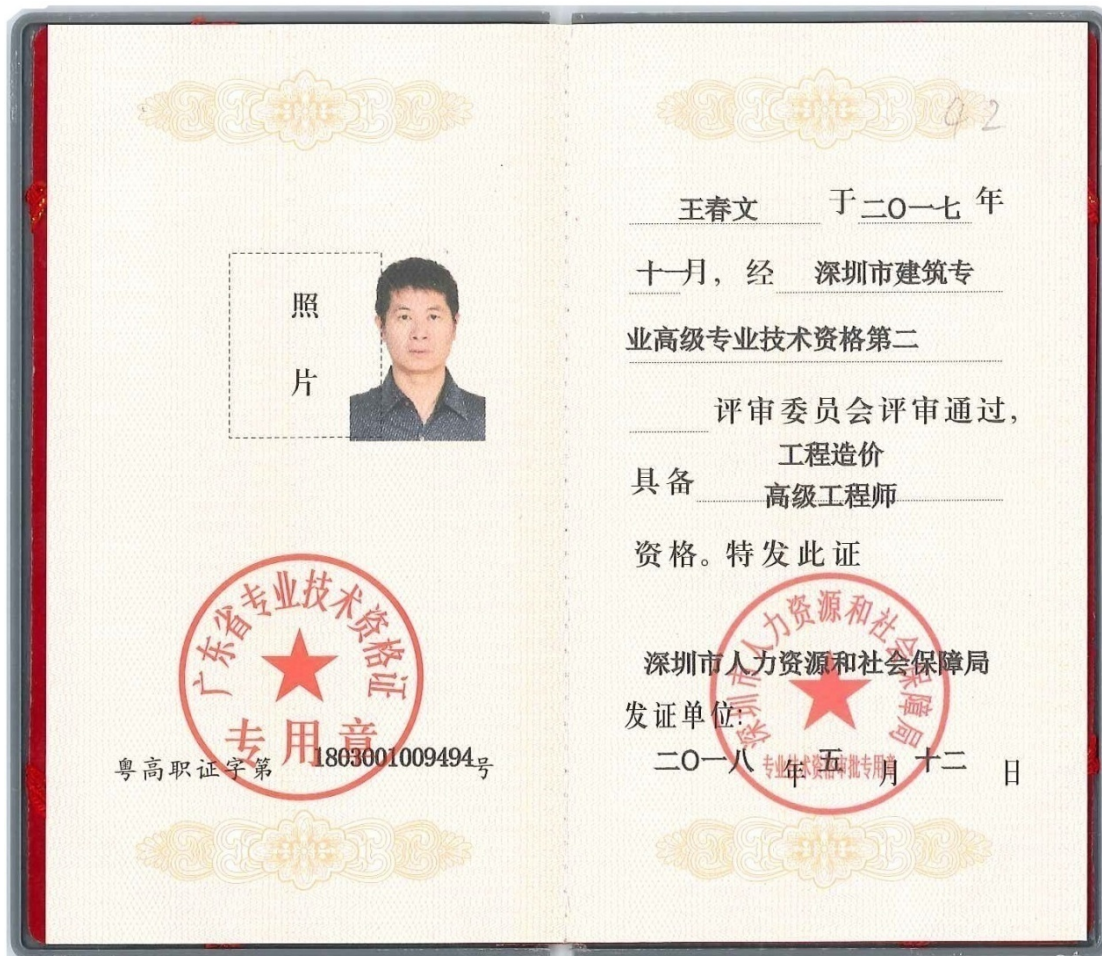 照
片
广东省专业技术资格证
专用章
粤高职证字第 1803001009494号
92
王春文 于二〇一七年
十一月，经 深圳市建筑专
业高级专业技术资格第二
评审委员会评审通过，
工程造价
具备 高级工程师
资格。特发此证
深圳市人力资源和社会保障局
发证单位：
二〇一八年五月十二日
深圳市人力资源和社会保障局
专业技术资格审批专用章